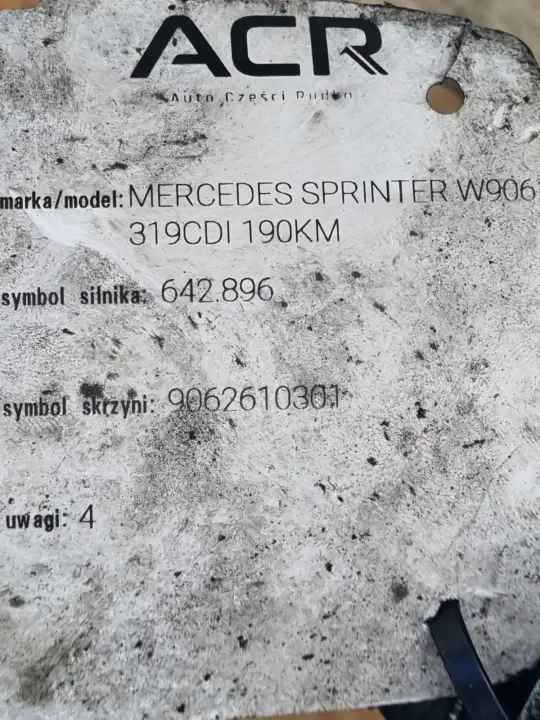 ACR
Auto Części Rudka
marka/model: MERCEDES SPRINTER W906
319CDI 190KM
symbol silnika: 642.896
symbol skrzyni: 9062610301
uwagi: 4